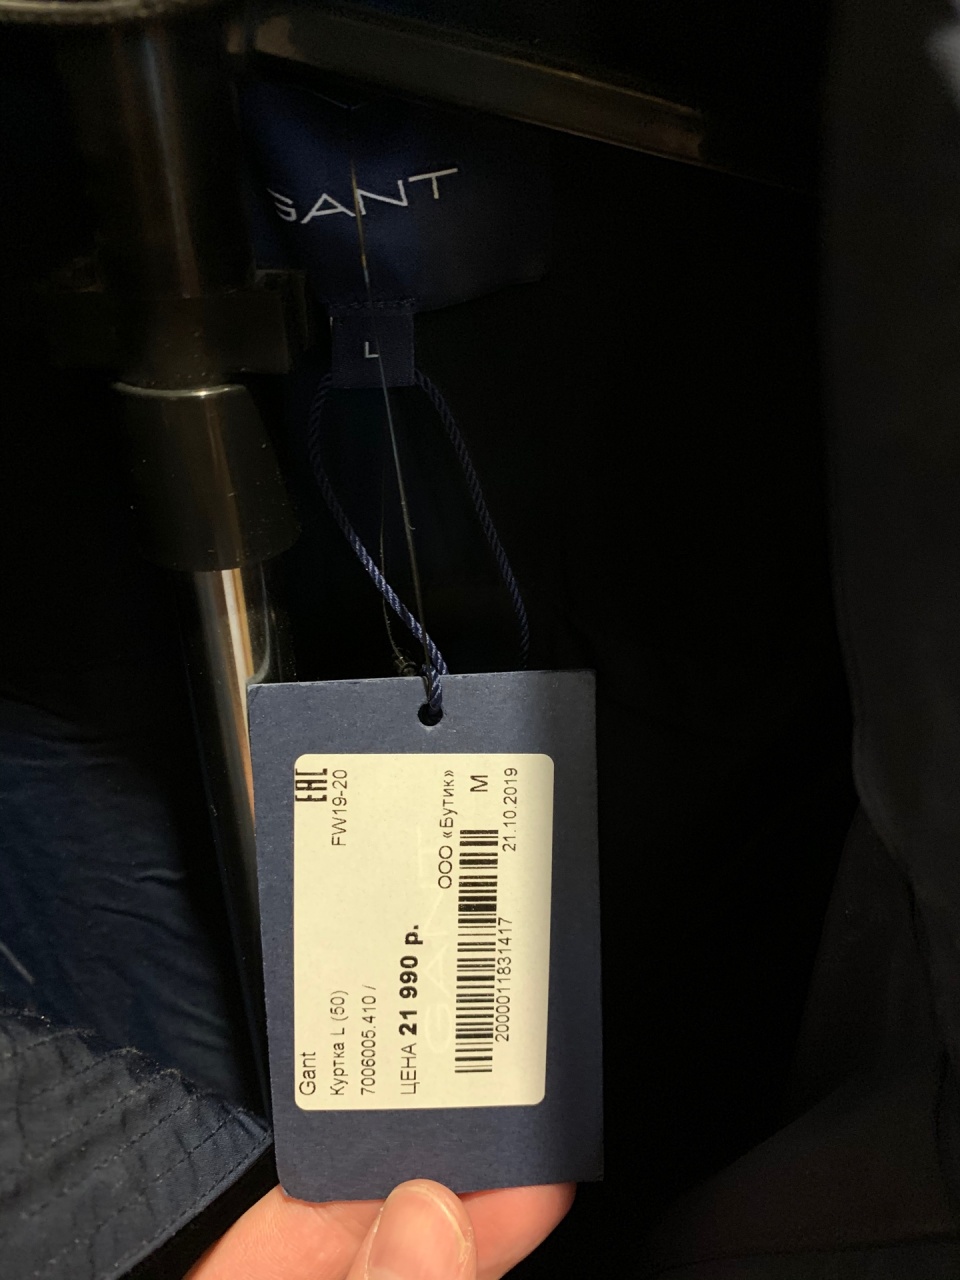 GANT
L
Gant
EAC
Куртка L (50)
FW19-20
7006005.410 /
ЦЕНА 21 990 р.
ООО «Бутик»
M
2000011831417
21.10.2019